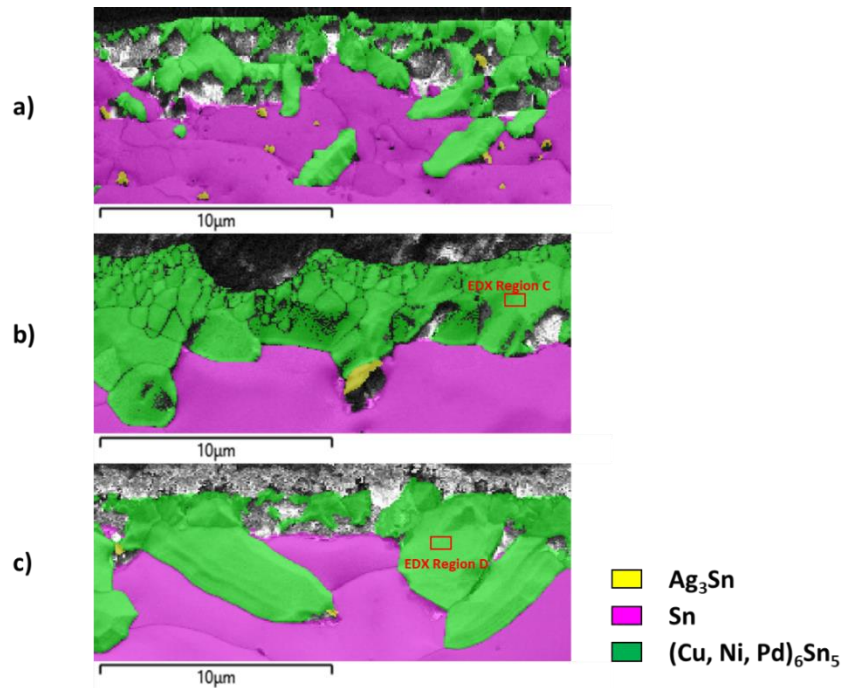 a)
10μm
b)
EDX Region C
10μm
c)
EDX Region D
10μm
Ag₃Sn
Sn
(Cu, Ni, Pd)₆Sn₅